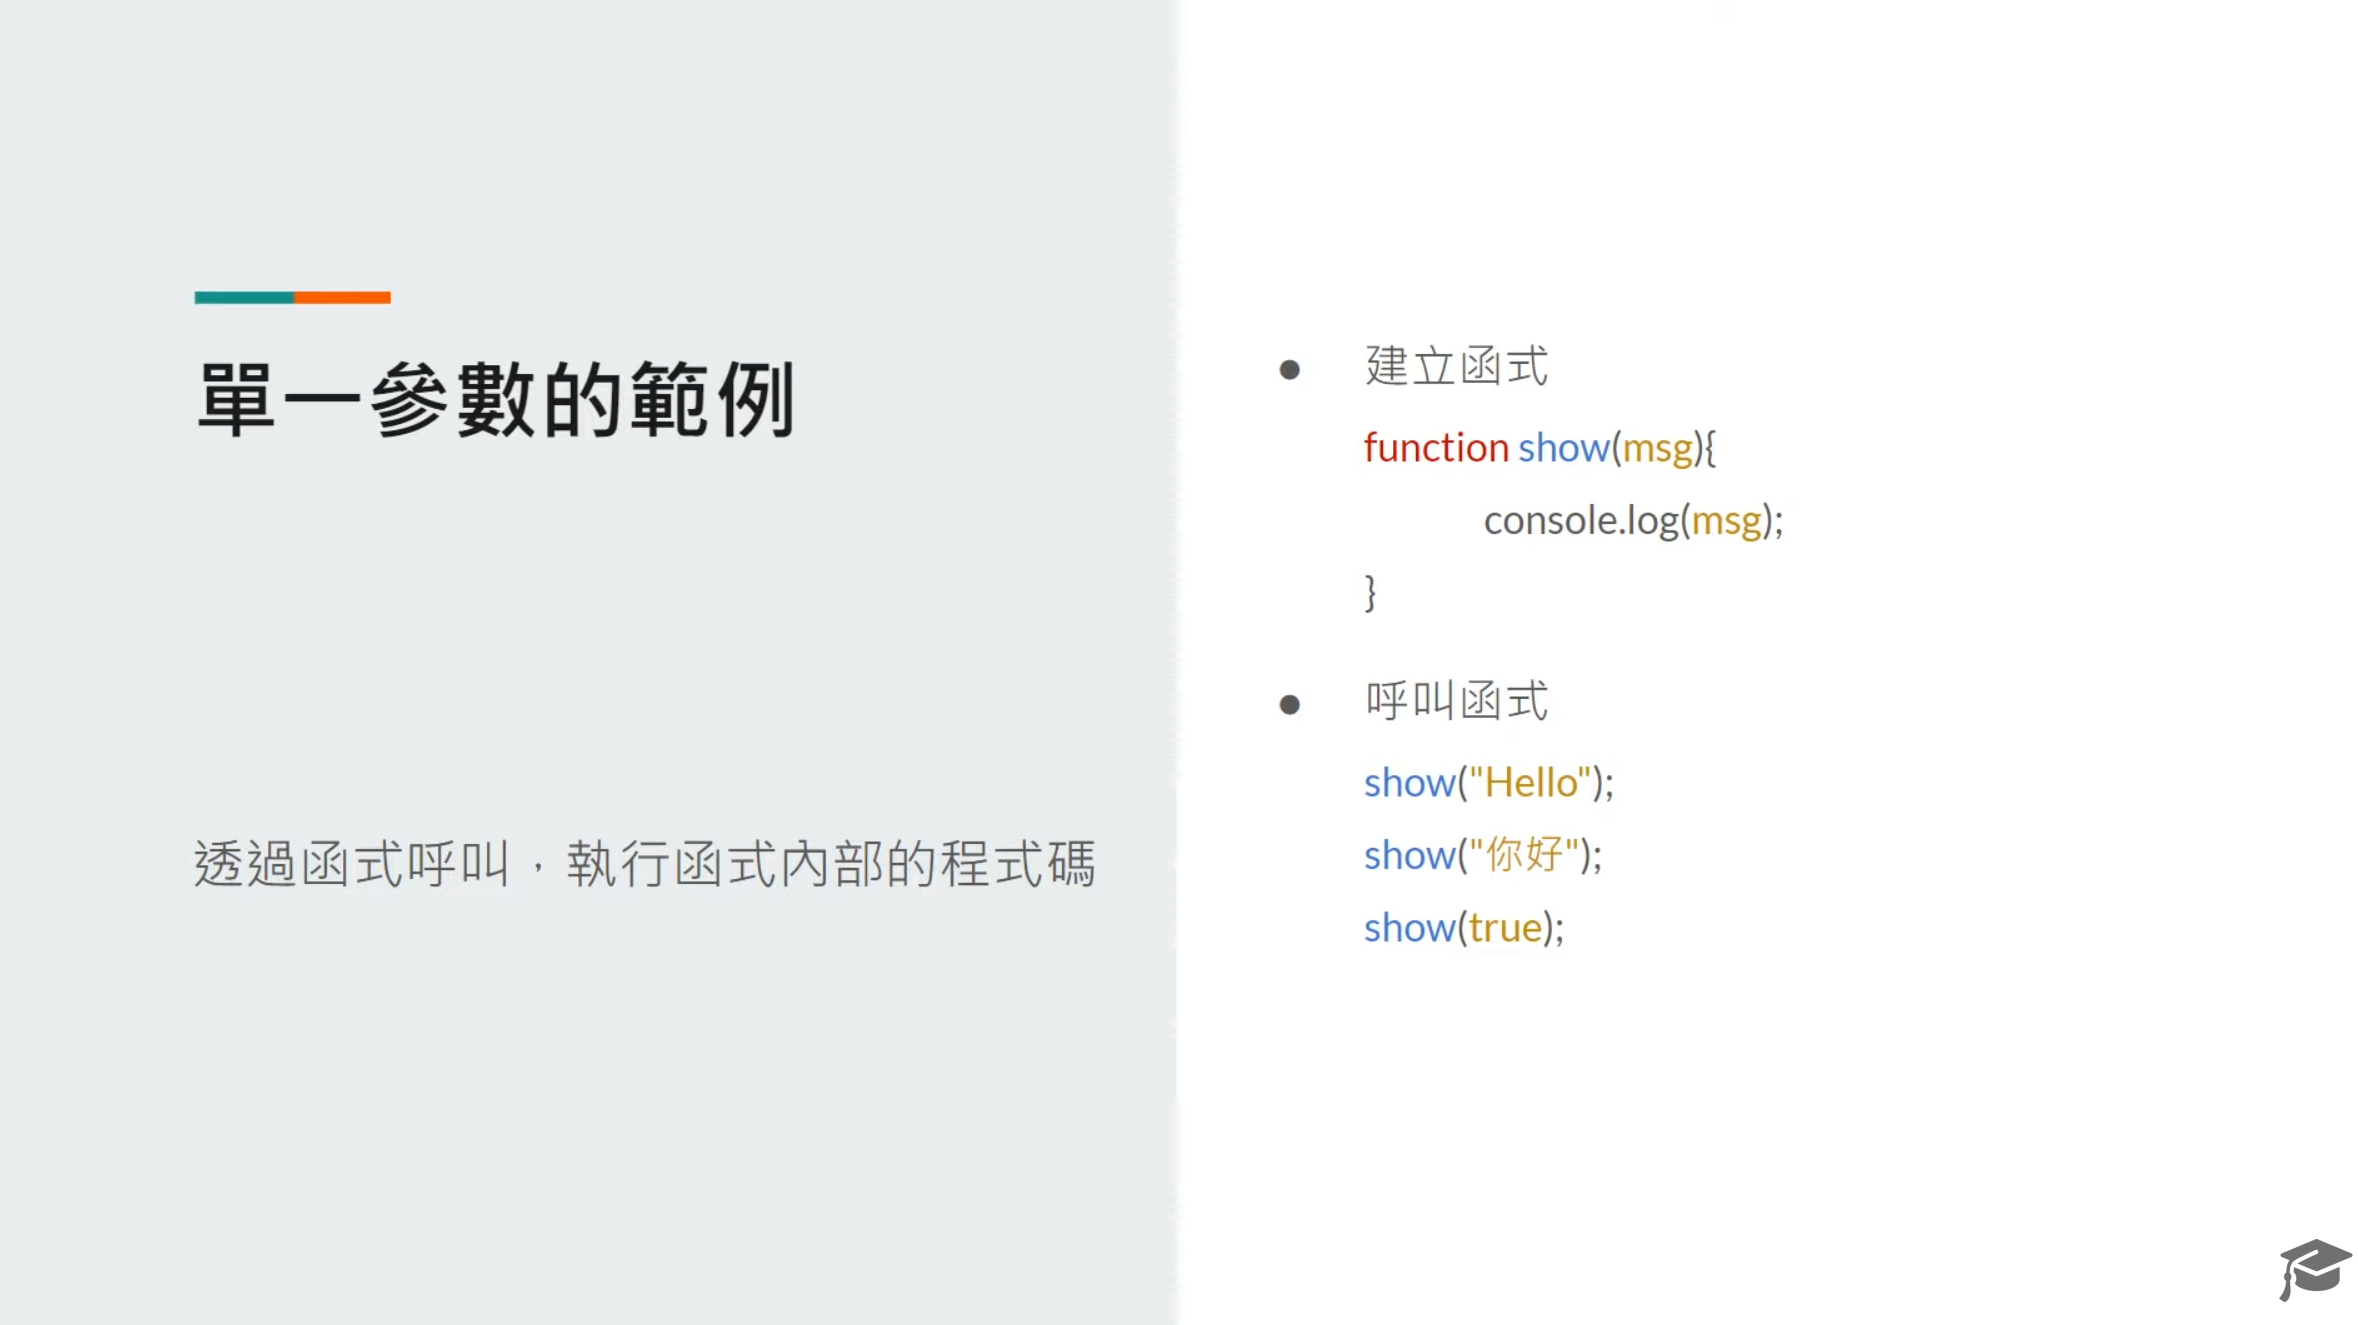 單一參數的範例
透過函式呼叫，執行函式內部的程式碼
● 建立函式
function show(msg){
console.log(msg);
}
● 呼叫函式
show("Hello");
show("你好");
show(true);